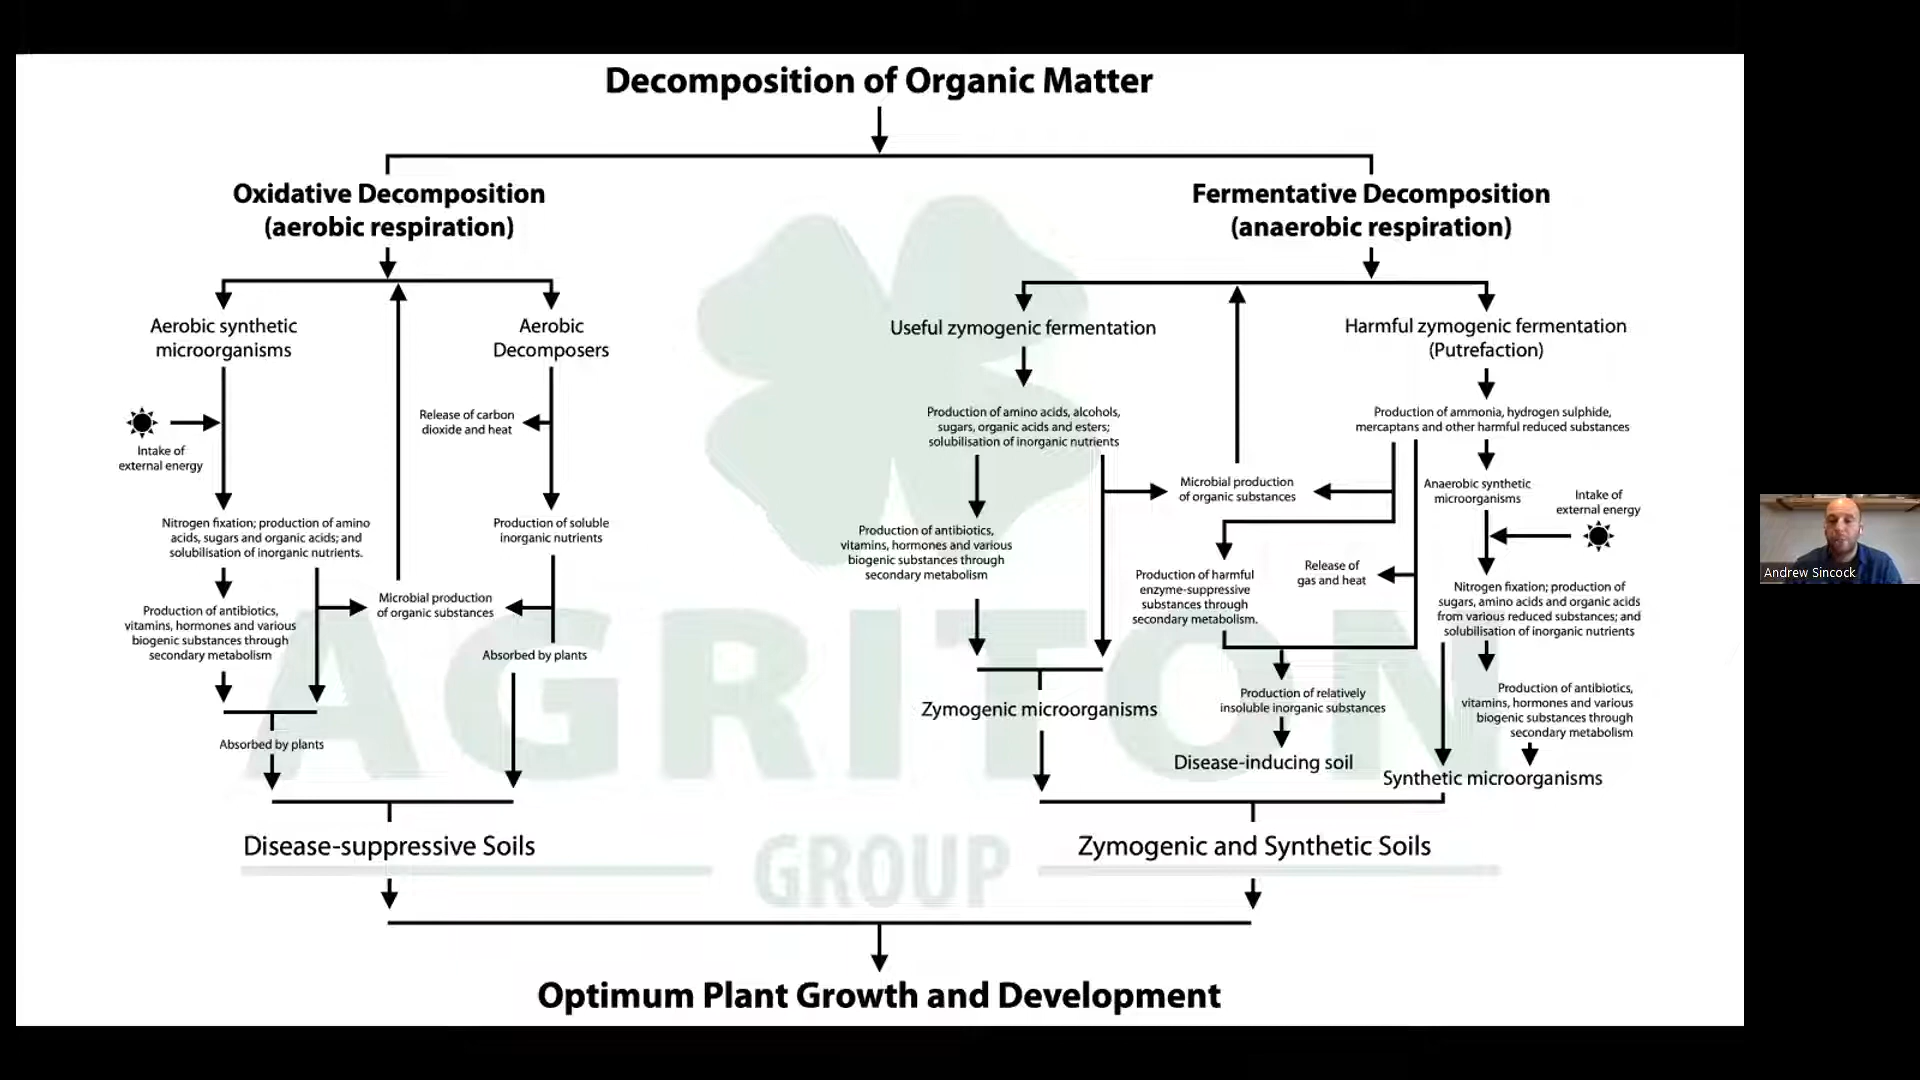 Decomposition of Organic Matter
Oxidative Decomposition
(aerobic respiration)
Fermentative Decomposition
(anaerobic respiration)
Aerobic synthetic
microorganisms
Aerobic
Decomposers
Useful zymogenic fermentation
Harmful zymogenic fermentation
(Putrefaction)
Intake of
external energy
Release of carbon
dioxide and heat
Production of amino acids, alcohols,
sugars, organic acids and esters;
solubilisation of inorganic nutrients
Production of ammonia, hydrogen sulphide,
mercaptans and other harmful reduced substances
Microbial production
of organic substances
Anaerobic synthetic
microorganisms
Intake of
external energy
Nitrogen fixation; production of amino
acids, sugars and organic acids; and
solubilisation of inorganic nutrients.
Production of soluble
inorganic nutrients
Production of antibiotics,
vitamins, hormones and various
biogenic substances through
secondary metabolism
Production of harmful
enzyme-suppressive
substances through
secondary metabolism.
Release of
gas and heat
Nitrogen fixation; production of
sugars, amino acids and organic acids
from various reduced substances; and
solubilisation of inorganic nutrients
Production of antibiotics,
vitamins, hormones and various
biogenic substances through
secondary metabolism
Microbial production
of organic substances
Absorbed by plants
Zymogenic microorganisms
Production of relatively
insoluble inorganic substances
Production of antibiotics,
vitamins, hormones and various
biogenic substances through
secondary metabolism
Absorbed by plants
Disease-inducing soil
Synthetic microorganisms
Disease-suppressive Soils
Zymogenic and Synthetic Soils
Optimum Plant Growth and Development
AGRITON
GROUP
Andrew Sincock